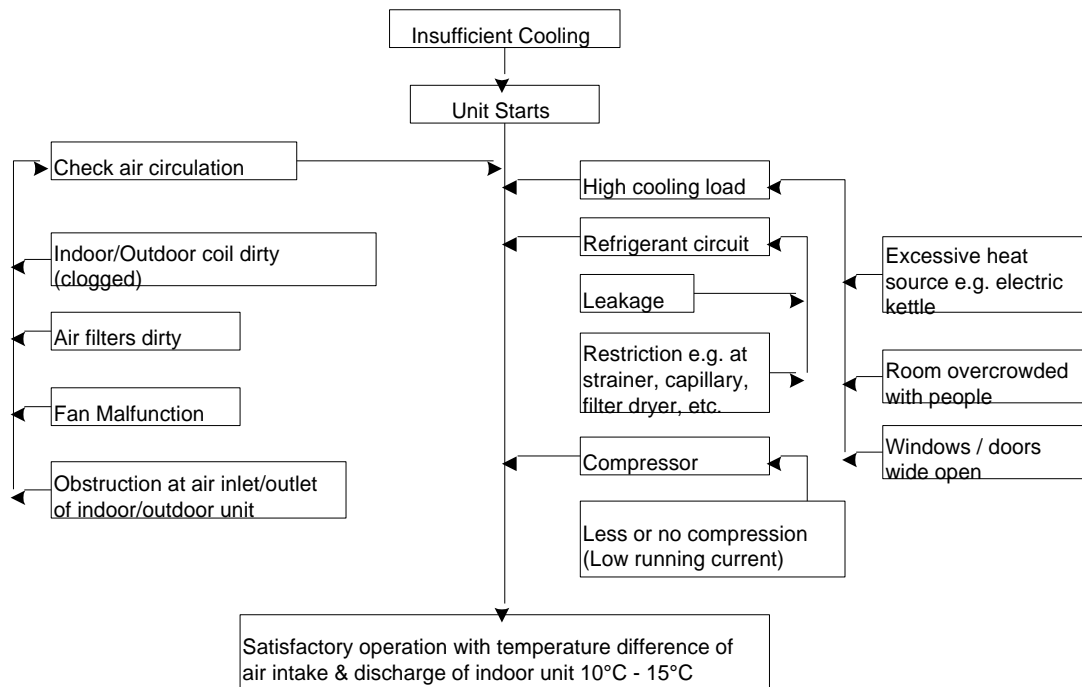 Insufficient Cooling
Unit Starts
Check air circulation
Indoor/Outdoor coil dirty
(clogged)
Air filters dirty
Fan Malfunction
Obstruction at air inlet/outlet
of indoor/outdoor unit
High cooling load
Refrigerant circuit
Leakage
Restriction e.g. at
strainer, capillary,
filter dryer, etc.
Compressor
Less or no compression
(Low running current)
Excessive heat
source e.g. electric
kettle
Room overcrowded
with people
Windows / doors
wide open
Satisfactory operation with temperature difference of
air intake & discharge of indoor unit 10°C - 15°C